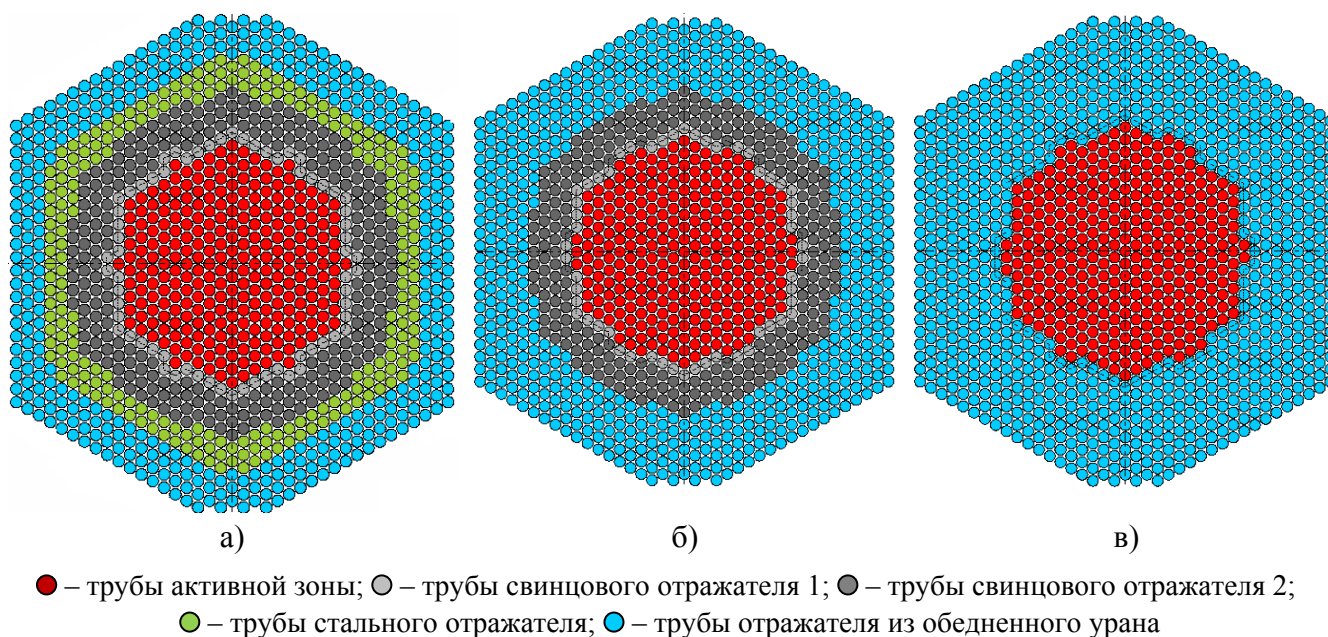 а) б) в)
– трубы активной зоны; – трубы свинцового отражателя 1; – трубы свинцового отражателя 2;
– трубы стального отражателя; – трубы отражателя из обедненного урана